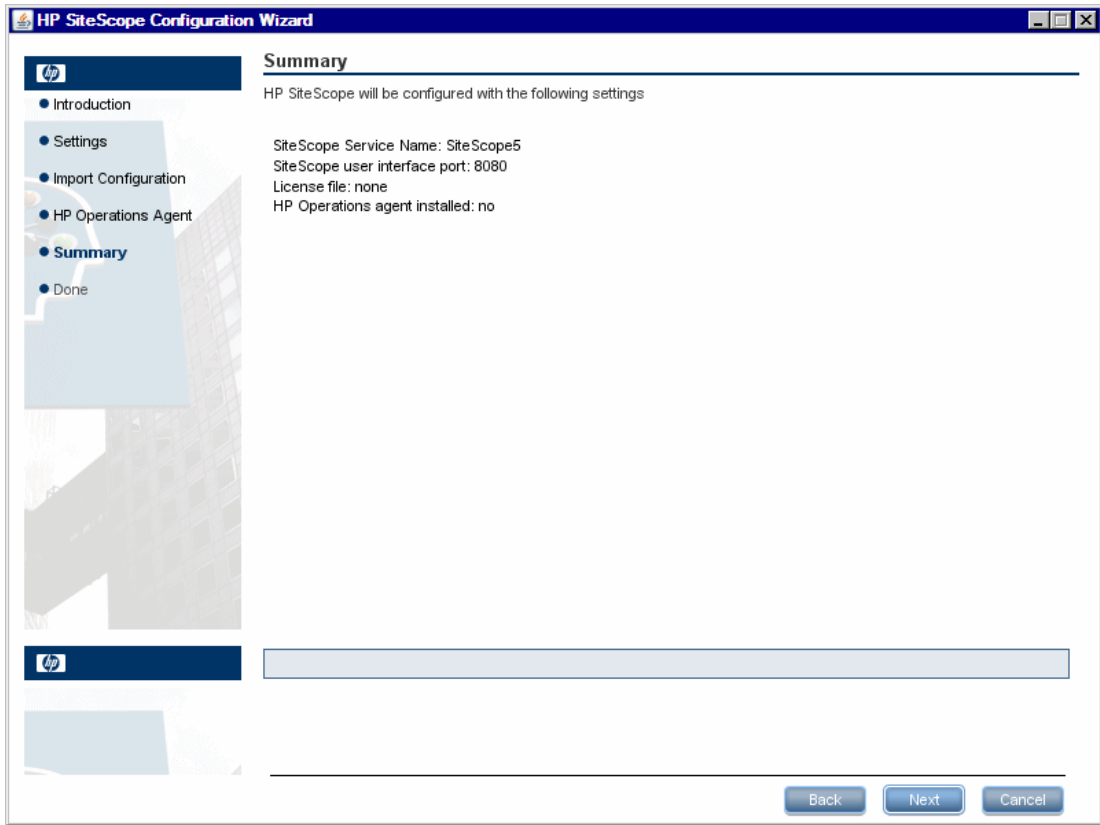 HP SiteScope Configuration Wizard
hp
Introduction
Settings
Import Configuration
HP Operations Agent
Summary
Done
Summary
HP SiteScope will be configured with the following settings
SiteScope Service Name: SiteScope5
SiteScope user interface port: 8080
License file: none
HP Operations agent installed: no
hp
Back
Next
Cancel